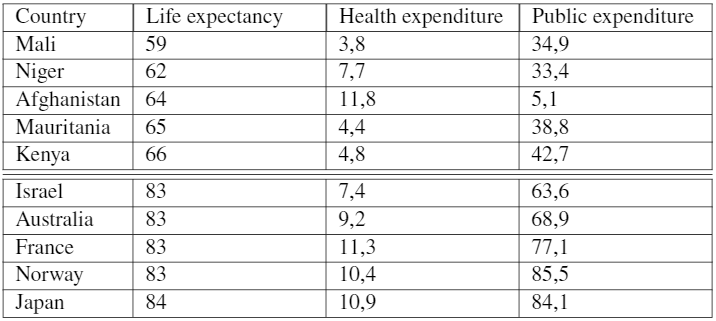 Country Life expectancy Health expenditure Public expenditure
Mali 59 3,8 34,9
Niger 62 7,7 33,4
Afghanistan 64 11,8 5,1
Mauritania 65 4,4 38,8
Kenya 66 4,8 42,7
Israel 83 7,4 63,6
Australia 83 9,2 68,9
France 83 11,3 77,1
Norway 83 10,4 85,5
Japan 84 10,9 84,1